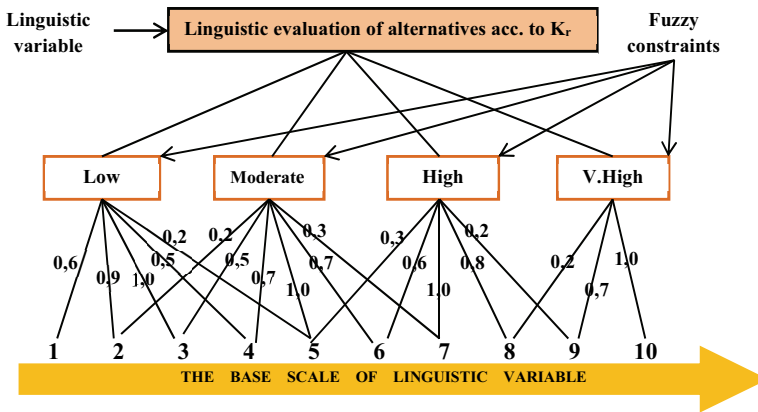 Linguistic
variable
Linguistic evaluation of alternatives acc. to Kᵣ
Fuzzy
constraints
Low
Moderate
High
V.High
0,6
0,9
1,0
0,5
0,2
0,2
0,5
0,7
1,0
0,7
0,3
0,3
0,6
1,0
0,8
0,2
0,2
0,7
1,0
1 2 3 4 5 6 7 8 9 10
THE BASE SCALE OF LINGUISTIC VARIABLE